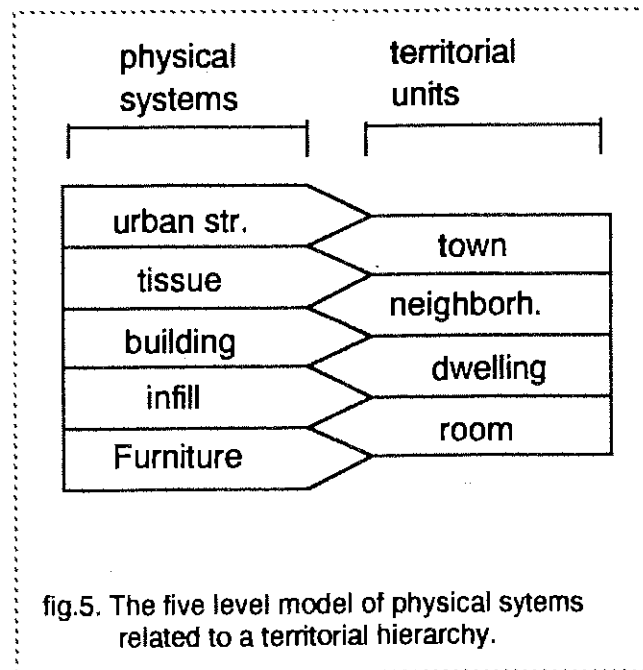 physical
systems
territorial
units
urban str.
town
tissue
neighborh.
building
dwelling
infill
room
Furniture
fig.5. The five level model of physical sytems
related to a territorial hierarchy.